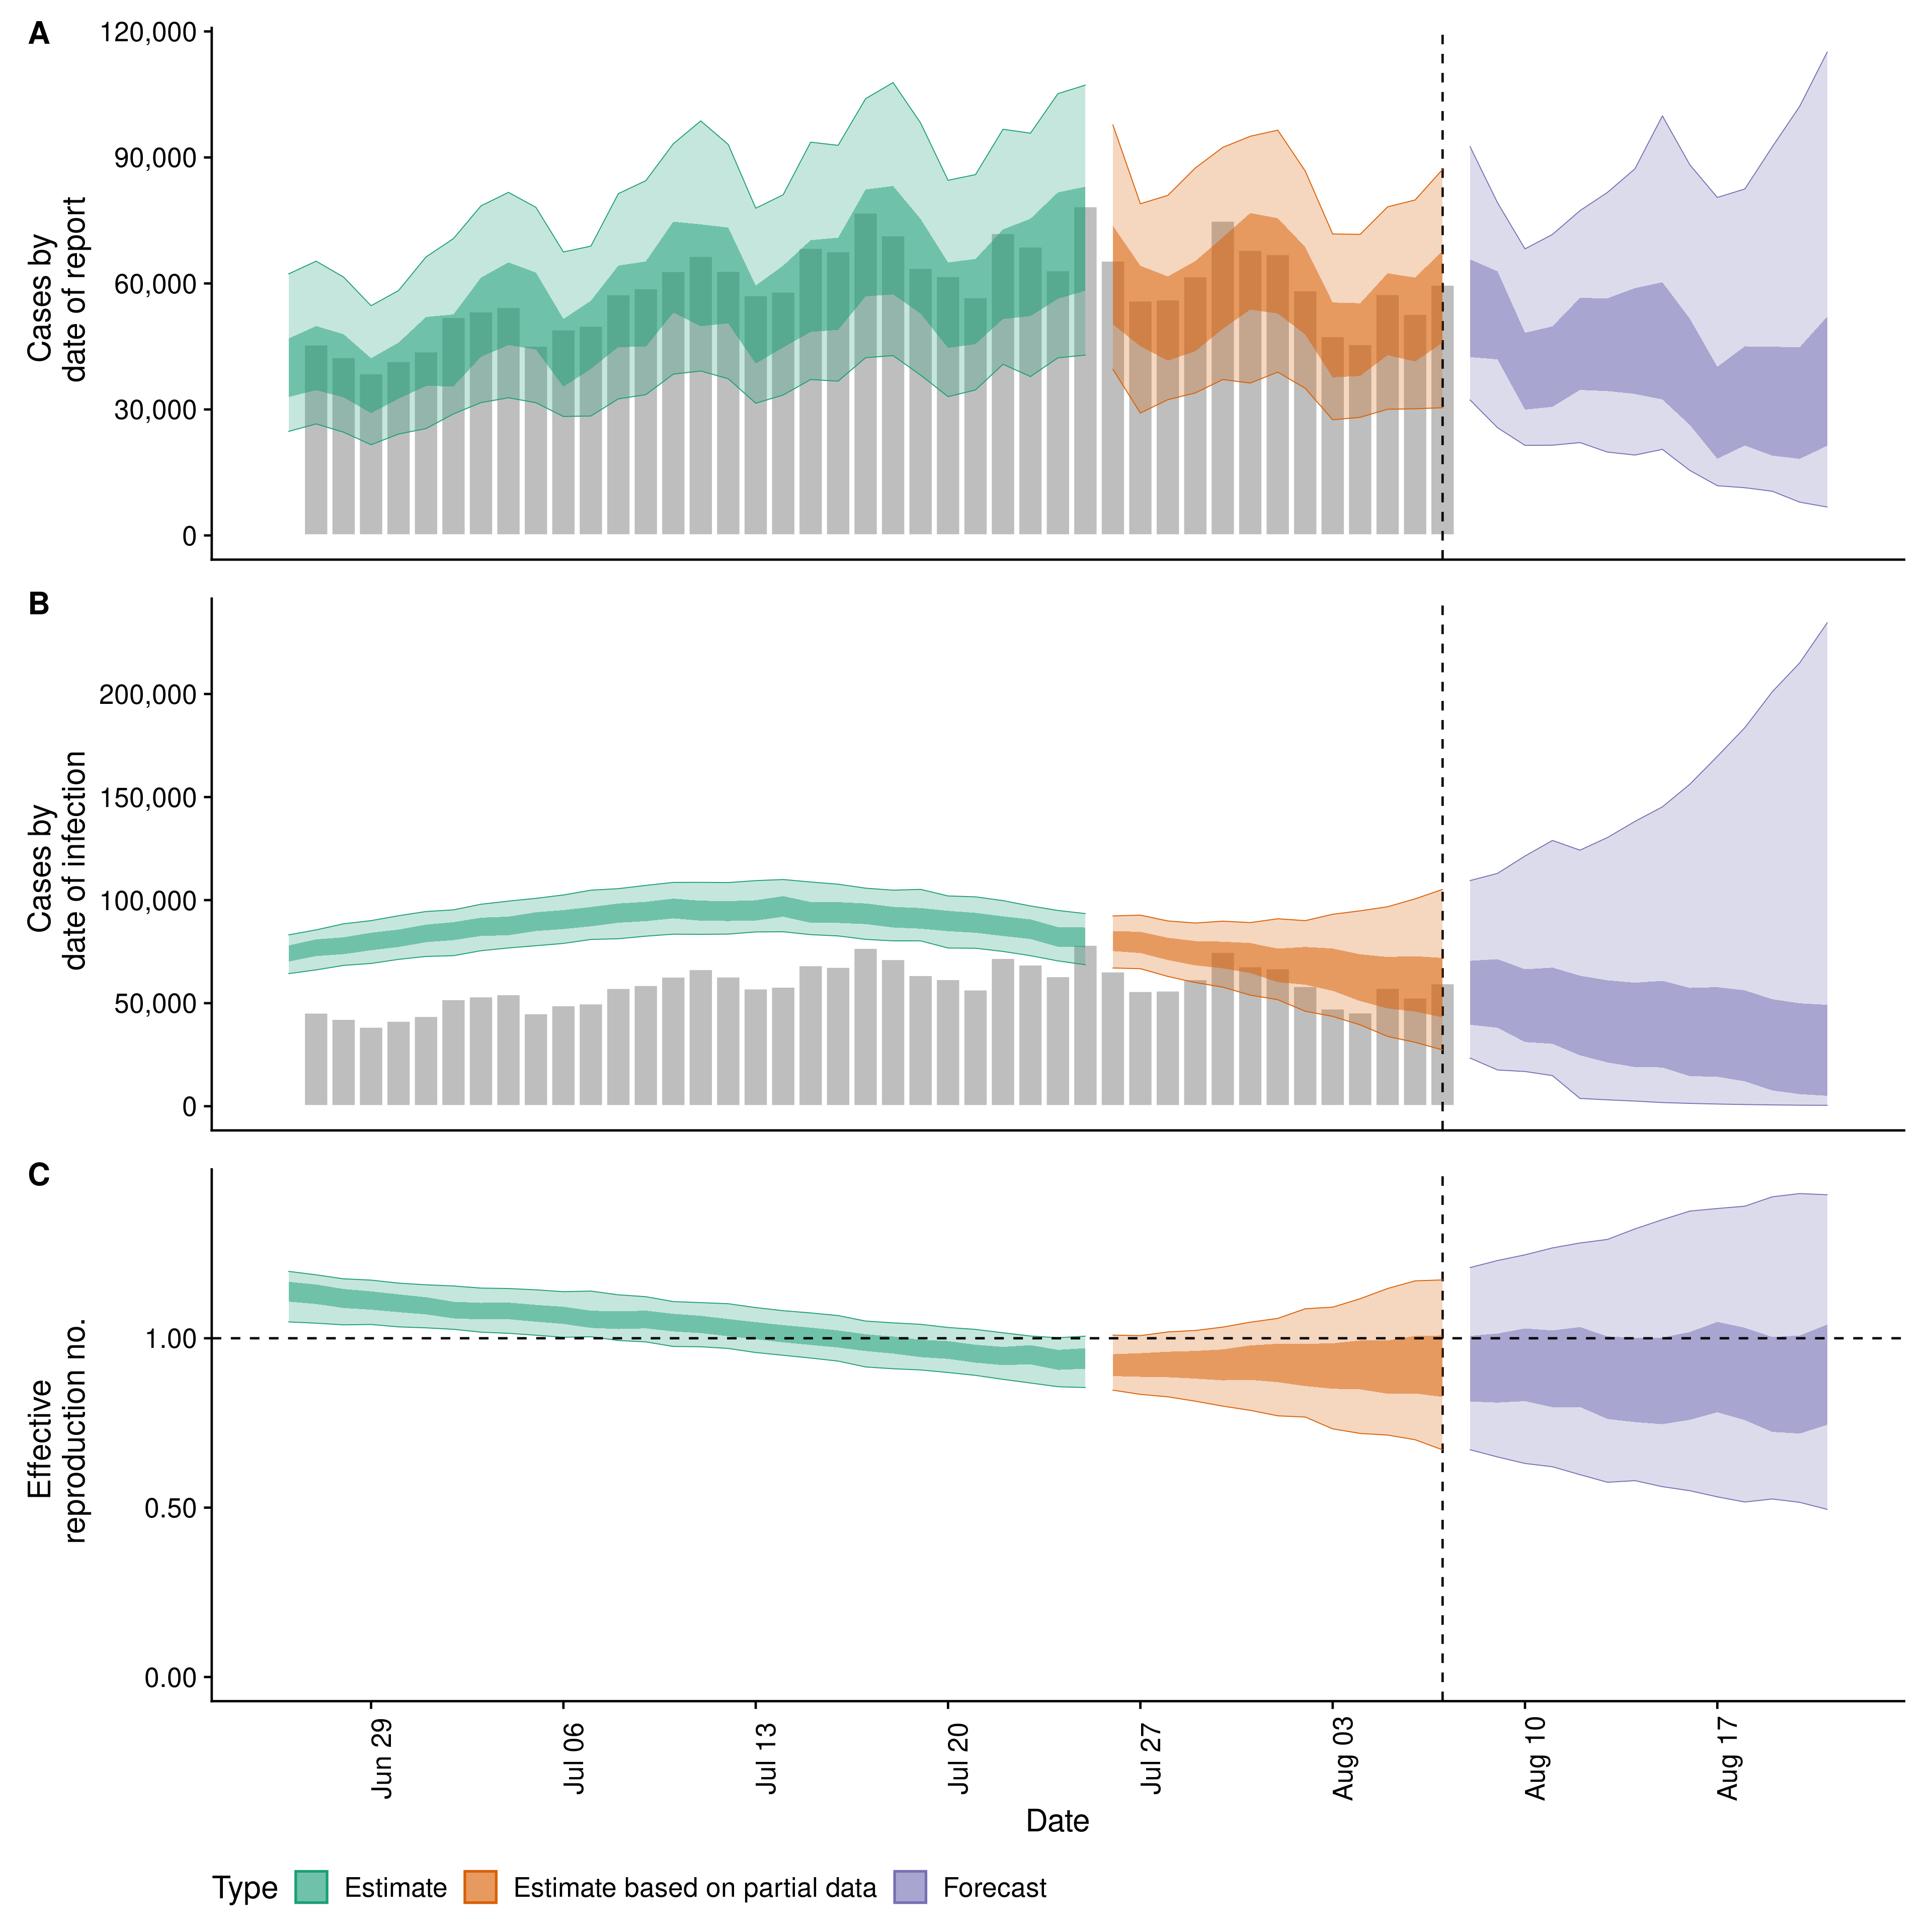 A
Cases by
date of report
120,000
90,000
60,000
30,000
0
B
Cases by
date of infection
200,000
150,000
100,000
50,000
0
C
Effective
reproduction no.
1.00
0.50
0.00
Jun 29
Jul 06
Jul 13
Jul 20
Jul 27
Aug 03
Aug 10
Aug 17
Date
Type Estimate Estimate based on partial data Forecast